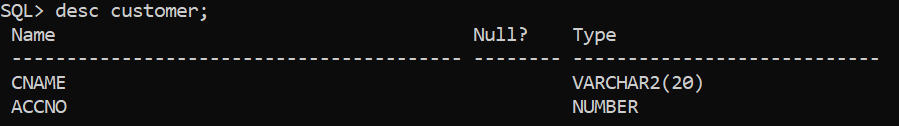 SQL> desc customer;
 Name                                      Null?    Type
 ----------------------------------------- -------- ----------------------------
 CNAME                                              VARCHAR2(20)
 ACCNO                                              NUMBER